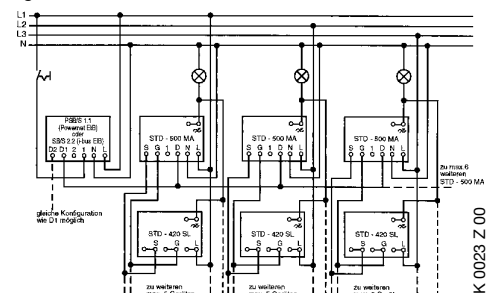 L1
L2
L3
N
PSB/S 1.1
(Powernet EIB)
oder
SB/S 2.2 (i-bus EIB)
D2 D1 2 1 N L
STD - 500 MA
S G 1 D N L
STD - 500 MA
S G 1 D N L
STD - 500 MA
S G 1 D N L
zu max.6
weiteren
STD - 500 MA
gleiche Konfiguration
wie D1 möglich
STD - 420 SL
S G L
STD - 420 SL
S G L
STD - 420 SL
S G L
zu weiteren
zu weiteren
zu weiteren
K 0023 Z 00